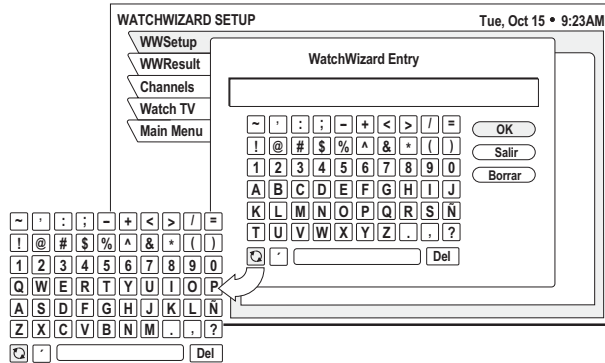 WATCHWIZARD SETUP Tue, Oct 15 • 9:23AM
WWSetup
WWResult
Channels
Watch TV
Main Menu
WatchWizard Entry
~ ' : ; – + < > / =
! @ # $ % ^ & * ( )
1 2 3 4 5 6 7 8 9 0
A B C D E F G H I J
K L M N O P Q R S Ñ
T U V W X Y Z . , ?
´ Del
OK
Salir
Borrar
~ ' : ; – + < > / =
! @ # $ % ^ & * ( )
1 2 3 4 5 6 7 8 9 0
Q W E R T Y U I O P
A S D F G H J K L Ñ
Z X C V B N M . , ?
´ Del